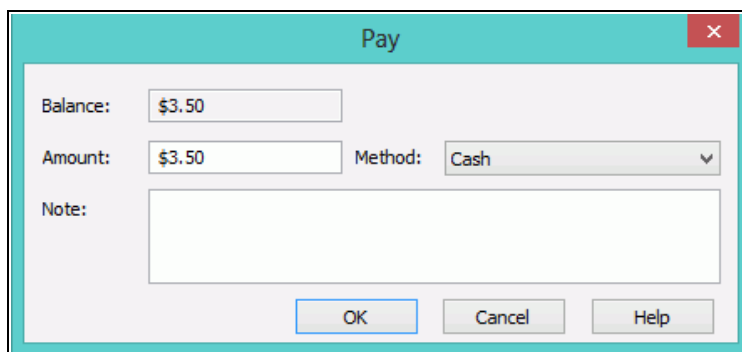 Pay
Balance: $3.50
Amount: $3.50 Method: Cash
Note:
OK Cancel Help